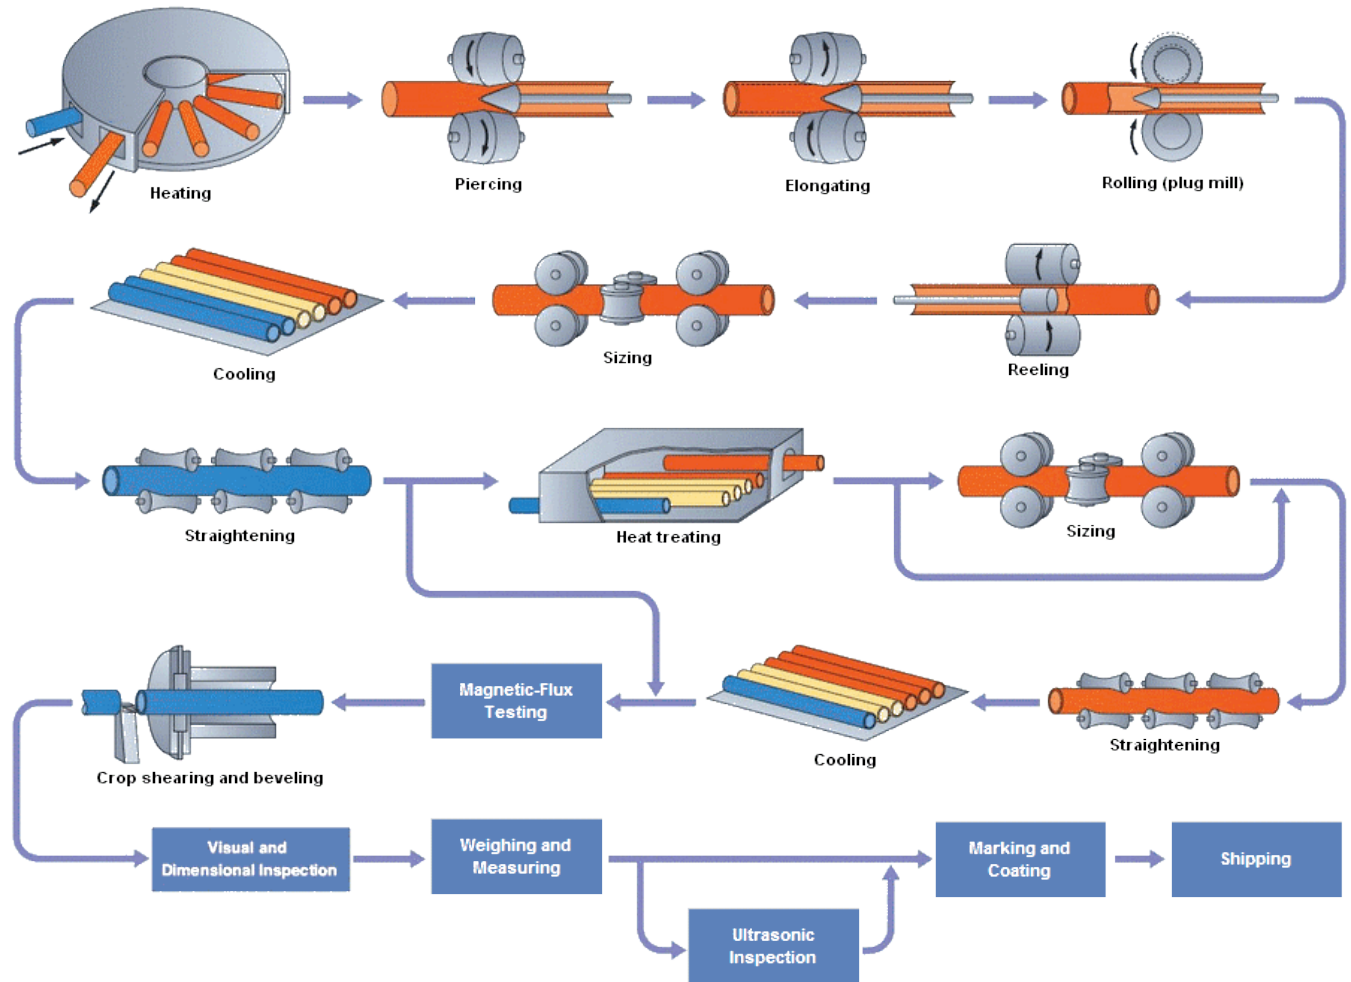 Heating
Piercing
Elongating
Rolling (plug mill)
Cooling
Sizing
Reeling
Straightening
Heat treating
Sizing
Crop shearing and beveling
Magnetic-Flux
Testing
Cooling
Straightening
Visual and
Dimensional Inspection
Weighing and
Measuring
Ultrasonic
Inspection
Marking and
Coating
Shipping